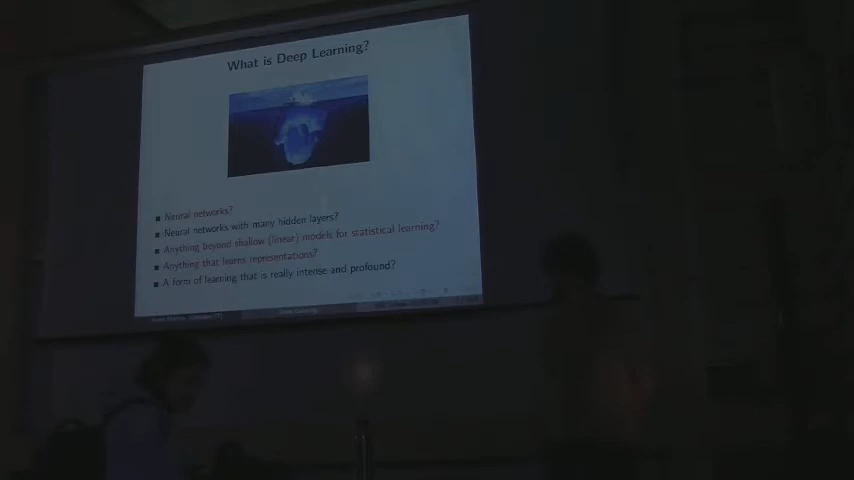 What is Deep Learning?
Neural networks?
Neural networks with many hidden layers?
Anything beyond shallow (linear) models for statistical learning?
Anything that learns representations?
A form of learning that is really intense and profound?